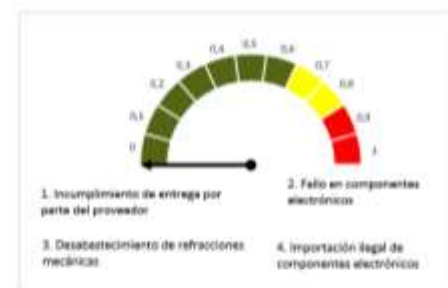 0
0,1
0,2
0,3
0,4
0,5
0,6
0,7
0,8
0,9
1
1. Incumplimiento de entrega por
parte del proveedor
2. Fallo en componentes
electrónicos
3. Desabastecimiento de refracciones
mecánicas
4. Importación ilegal de
componentes electrónicos